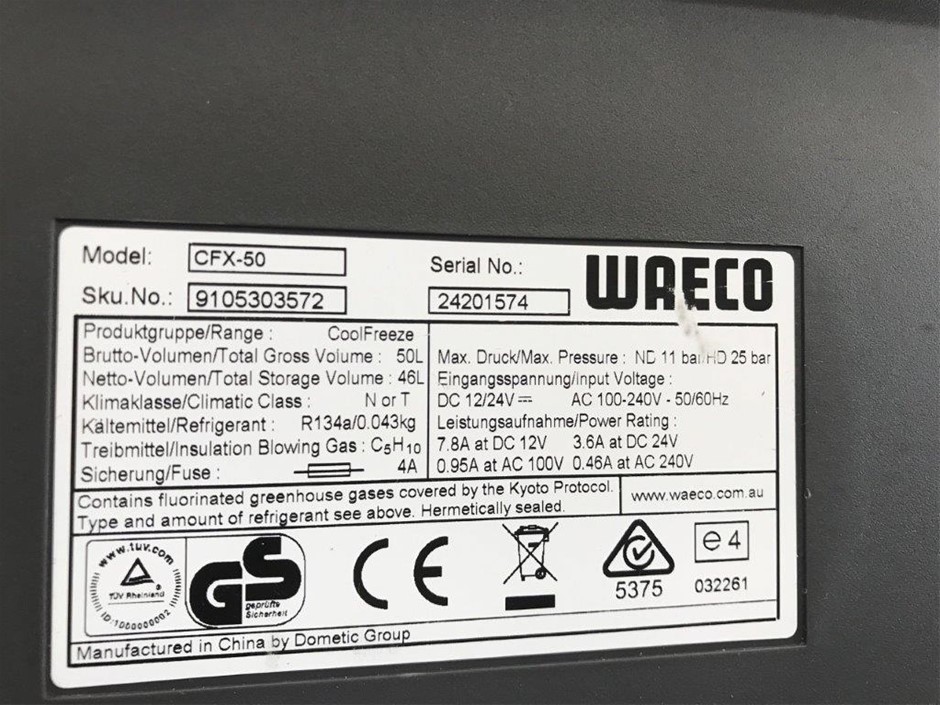 Model: CFX-50
Serial No.:
WAECO
Sku.No.: 9105303572
24201574
Produktgruppe/Range : CoolFreeze
Brutto-Volumen/Total Gross Volume : 50L
Netto-Volumen/Total Storage Volume : 46L
Klimaklasse/Climatic Class : N or T
Kältemittel/Refrigerant : R134a/0.043kg
Treibmittel/Insulation Blowing Gas : C5H10
Sicherung/Fuse : 4A
Max. Druck/Max. Pressure : ND 11 bar/HD 25 bar
Eingangsspannung/Input Voltage :
DC 12/24V ⎓ AC 100-240V - 50/60Hz
Leistungsaufnahme/Power Rating :
7.8A at DC 12V 3.6A at DC 24V
0.95A at AC 100V 0.46A at AC 240V
Contains fluorinated greenhouse gases covered by the Kyoto Protocol.
Type and amount of refrigerant see above. Hermetically sealed.
www.waeco.com.au
www.tuv.com
TÜV Rheinland
ID:1000000002
GS
geprüfte
Sicherheit
CE
5375
e4
032261
Manufactured in China by Dometic Group